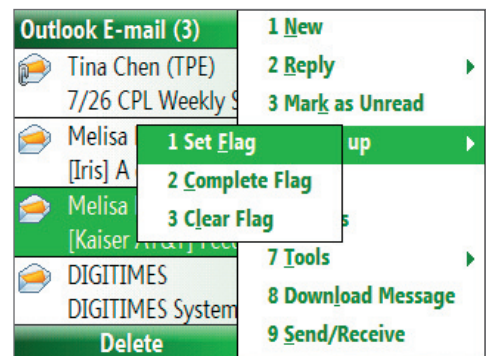 Outlook E-mail (3)
Tina Chen (TPE)
7/26 CPL Weekly S
Melisa
[Iris] A
Melisa
[Kaiser
DIGITIMES
DIGITIMES System
Delete
1 New
2 Reply
3 Mark as Unread
up
7 Tools
8 Download Message
9 Send/Receive
1 Set Flag
2 Complete Flag
3 Clear Flag